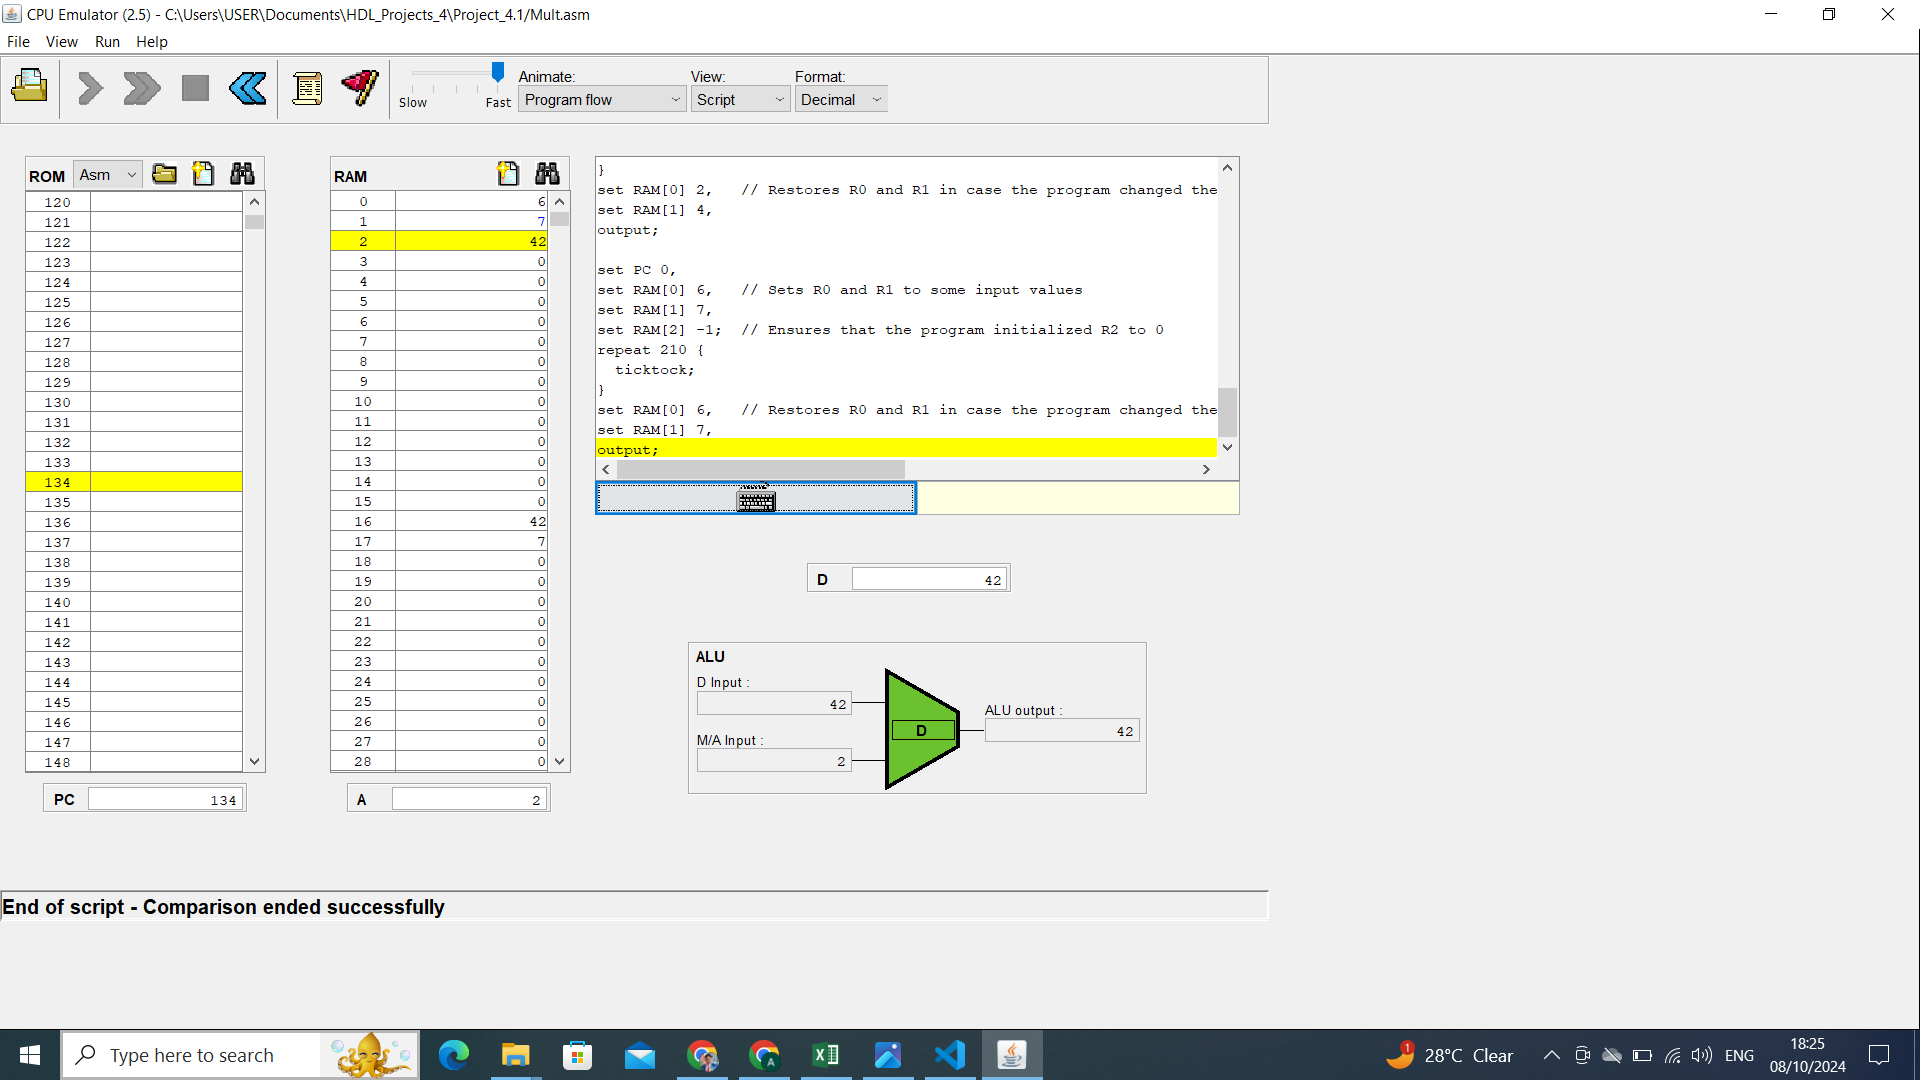 CPU Emulator (2.5) - C:\Users\USER\Documents\HDL_Projects_4\Project_4.1/Mult.asm
File View Run Help
Slow Fast
Animate: View: Format:
Program flow Script Decimal
ROM Asm
120
121
122
123
124
125
126
127
128
129
130
131
132
133
134
135
136
137
138
139
140
141
142
143
144
145
146
147
148
PC 134
RAM
0 6
1 7
2 42
3 0
4 0
5 0
6 0
7 0
8 0
9 0
10 0
11 0
12 0
13 0
14 0
15 0
16 42
17 7
18 0
19 0
20 0
21 0
22 0
23 0
24 0
25 0
26 0
27 0
28 0
A 2
}
set RAM[0] 2, // Restores R0 and R1 in case the program changed the
set RAM[1] 4,
output;
set PC 0,
set RAM[0] 6, // Sets R0 and R1 to some input values
set RAM[1] 7,
set RAM[2] -1; // Ensures that the program initialized R2 to 0
repeat 210 {
ticktock;
}
set RAM[0] 6, // Restores R0 and R1 in case the program changed the
set RAM[1] 7,
output;
D 42
ALU
D Input :
42
M/A Input :
2
D
ALU output :
42
End of script - Comparison ended successfully
Type here to search
1
28°C Clear
ENG
18:25
08/10/2024